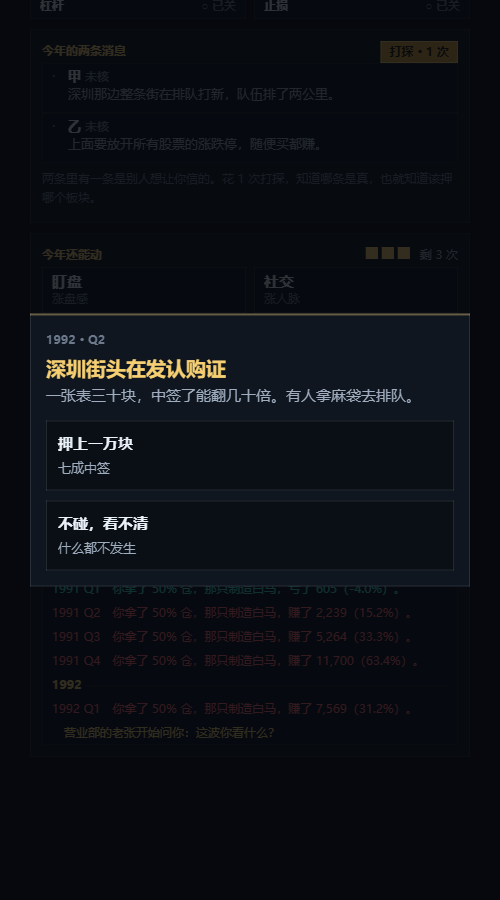 杠杆 ○ 已关 止损 ○ 已关
今年的两条消息 打探 · 1 次
· 甲 未核
深圳那边整条街在排队打新，队伍排了两公里。
· 乙 未核
上面要放开所有股票的涨跌停，随便买都赚。
两条里有一条是别人想让你信的。花 1 次打探，知道哪条是真，也就知道该押
哪个板块。
今年还能动 剩 3 次
盯盘 社交
涨盘感 涨人脉
1992 · Q2
深圳街头在发认购证
一张表三十块，中签了能翻几十倍。有人拿麻袋去排队。
押上一万块
七成中签
不碰，看不清
什么都不发生
1991 Q1 你拿了 50% 仓，那只制造白马，亏了 605（-4.0%）。
1991 Q2 你拿了 50% 仓，那只制造白马，赚了 2,239（15.2%）。
1991 Q3 你拿了 50% 仓，那只制造白马，赚了 5,264（33.3%）。
1991 Q4 你拿了 50% 仓，那只制造白马，赚了 11,700（63.4%）。
1992
1992 Q1 你拿了 50% 仓，那只制造白马，赚了 7,569（31.2%）。
营业部的老张开始问你：这波你看什么？